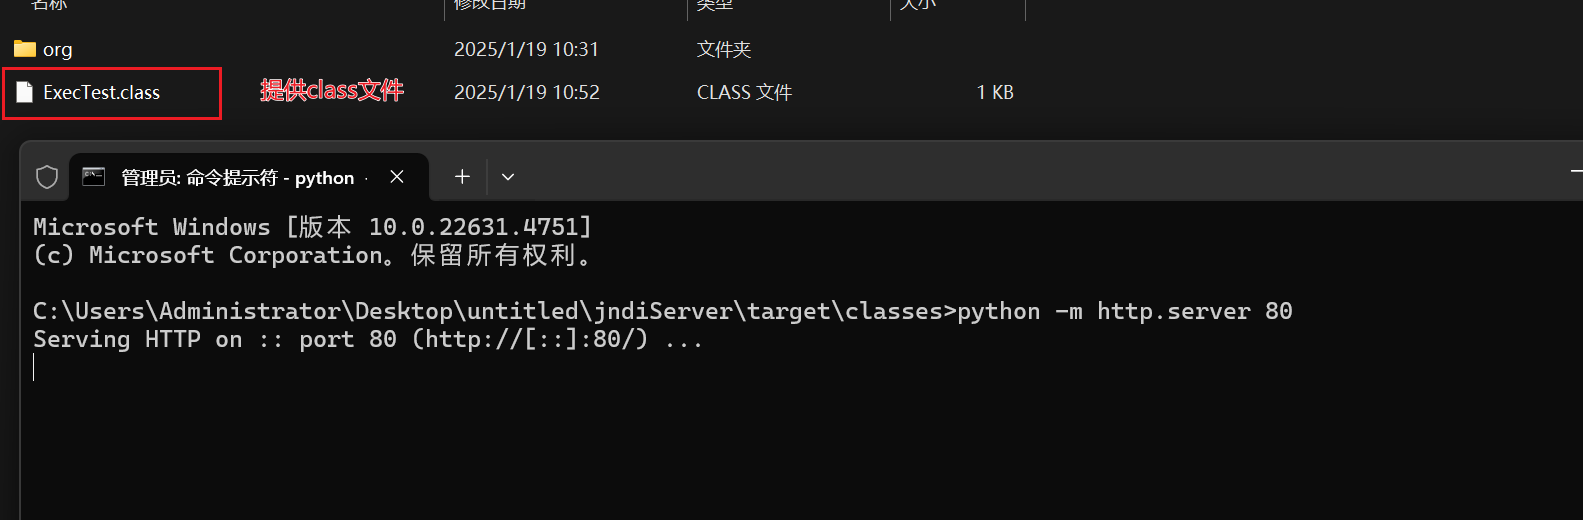 名称 修改日期 类型 大小
org 2025/1/19 10:31 文件夹
ExecTest.class 提供class文件 2025/1/19 10:52 CLASS 文件 1 KB
管理员: 命令提示符 - python
Microsoft Windows [版本 10.0.22631.4751]
(c) Microsoft Corporation。保留所有权利。
C:\Users\Administrator\Desktop\untitled\jndiServer\target\classes>python -m http.server 80
Serving HTTP on :: port 80 (http://[::]:80/) ...